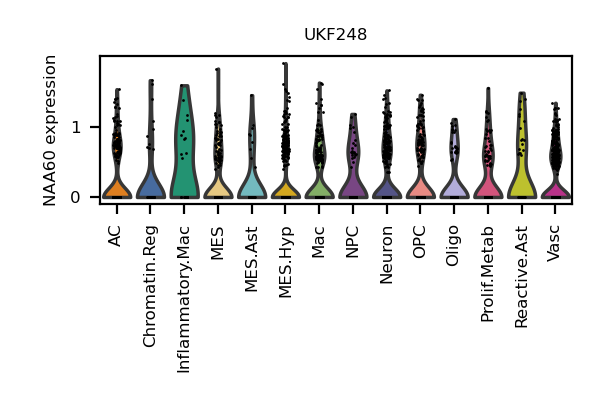 UKF248
NAA60 expression
1
0
AC
Chromatin.Reg
Inflammatory.Mac
MES
MES.Ast
MES.Hyp
Mac
NPC
Neuron
OPC
Oligo
Prolif.Metab
Reactive.Ast
Vasc